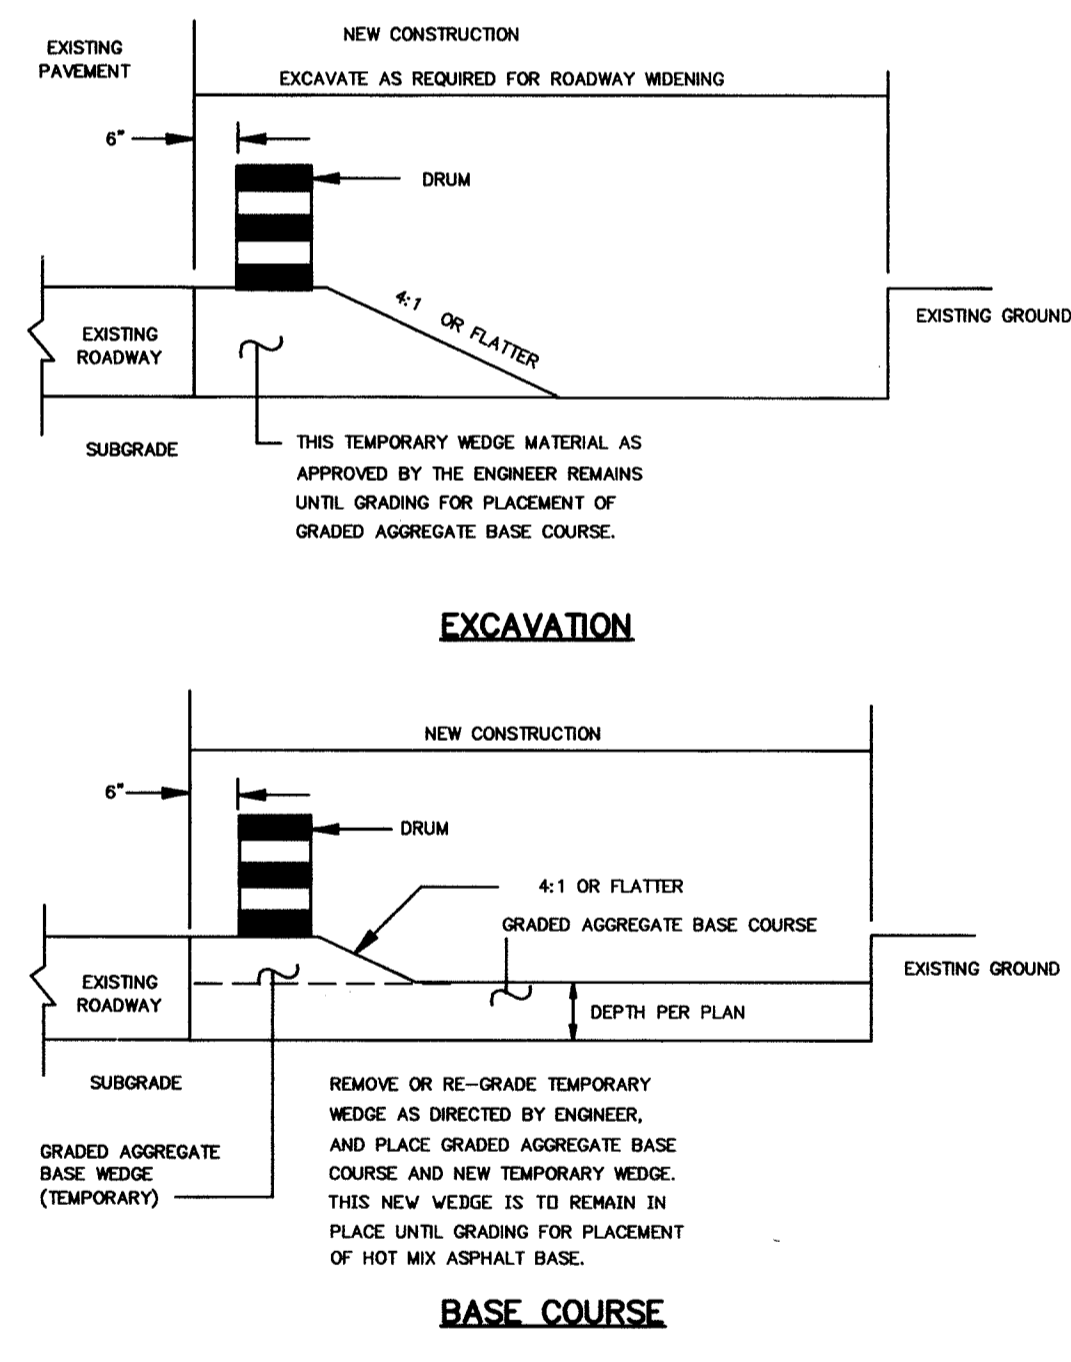 EXISTING
PAVEMENT
NEW CONSTRUCTION
EXCAVATE AS REQUIRED FOR ROADWAY WIDENING
6"
DRUM
4:1 OR FLATTER
EXISTING GROUND
EXISTING
ROADWAY
SUBGRADE
THIS TEMPORARY WEDGE MATERIAL AS
APPROVED BY THE ENGINEER REMAINS
UNTIL GRADING FOR PLACEMENT OF
GRADED AGGREGATE BASE COURSE.
EXCAVATION
NEW CONSTRUCTION
6"
DRUM
4:1 OR FLATTER
GRADED AGGREGATE BASE COURSE
EXISTING GROUND
EXISTING
ROADWAY
DEPTH PER PLAN
SUBGRADE
GRADED AGGREGATE
BASE WEDGE
(TEMPORARY)
REMOVE OR RE-GRADE TEMPORARY
WEDGE AS DIRECTED BY ENGINEER,
AND PLACE GRADED AGGREGATE BASE
COURSE AND NEW TEMPORARY WEDGE.
THIS NEW WEDGE IS TO REMAIN IN
PLACE UNTIL GRADING FOR PLACEMENT
OF HOT MIX ASPHALT BASE.
BASE COURSE